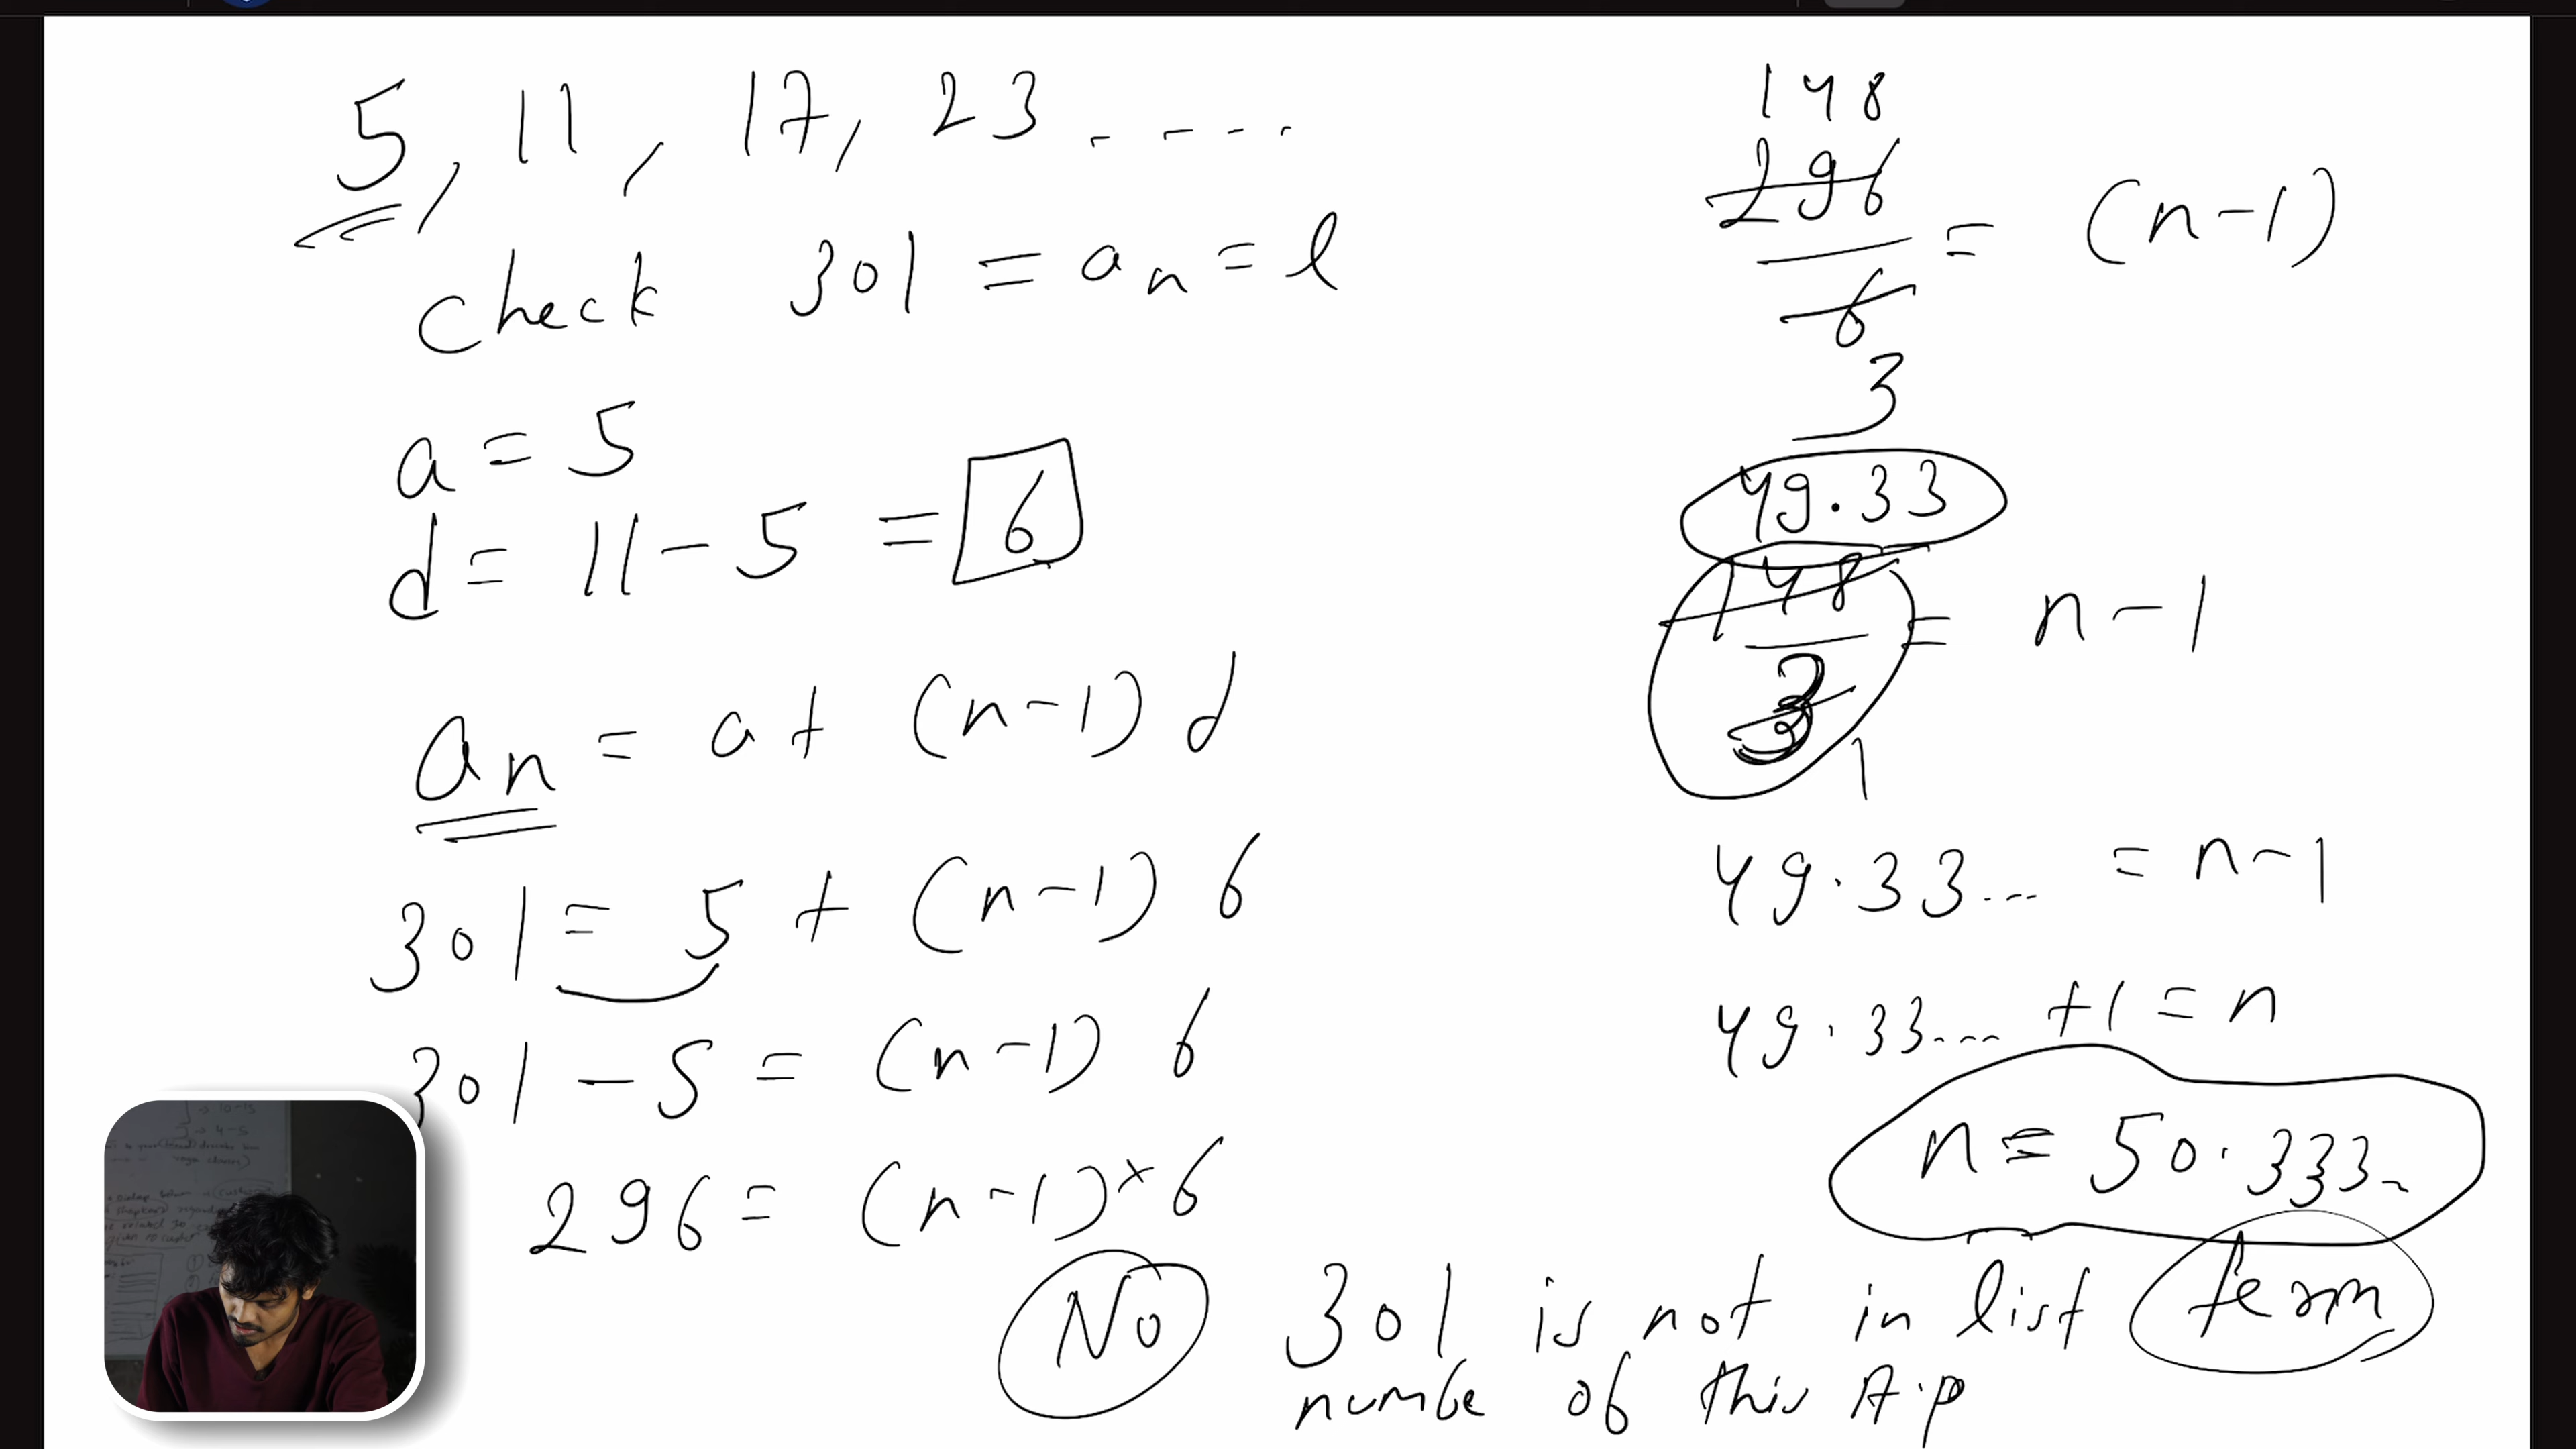 5, 11, 17, 23 - - - -
check 301 = an = l
a = 5
d = 11 - 5 = 6
an = a + (n-1) d
301 = 5 + (n-1) 6
301 - 5 = (n-1) 6
296 = (n-1) × 6
148
296 = (n-1)
6
3
49.33
148 = n-1
3
1
49.33... = n-1
49.33... +1 = n
n = 50.333..
No 301 is not in list term
number of this A.p